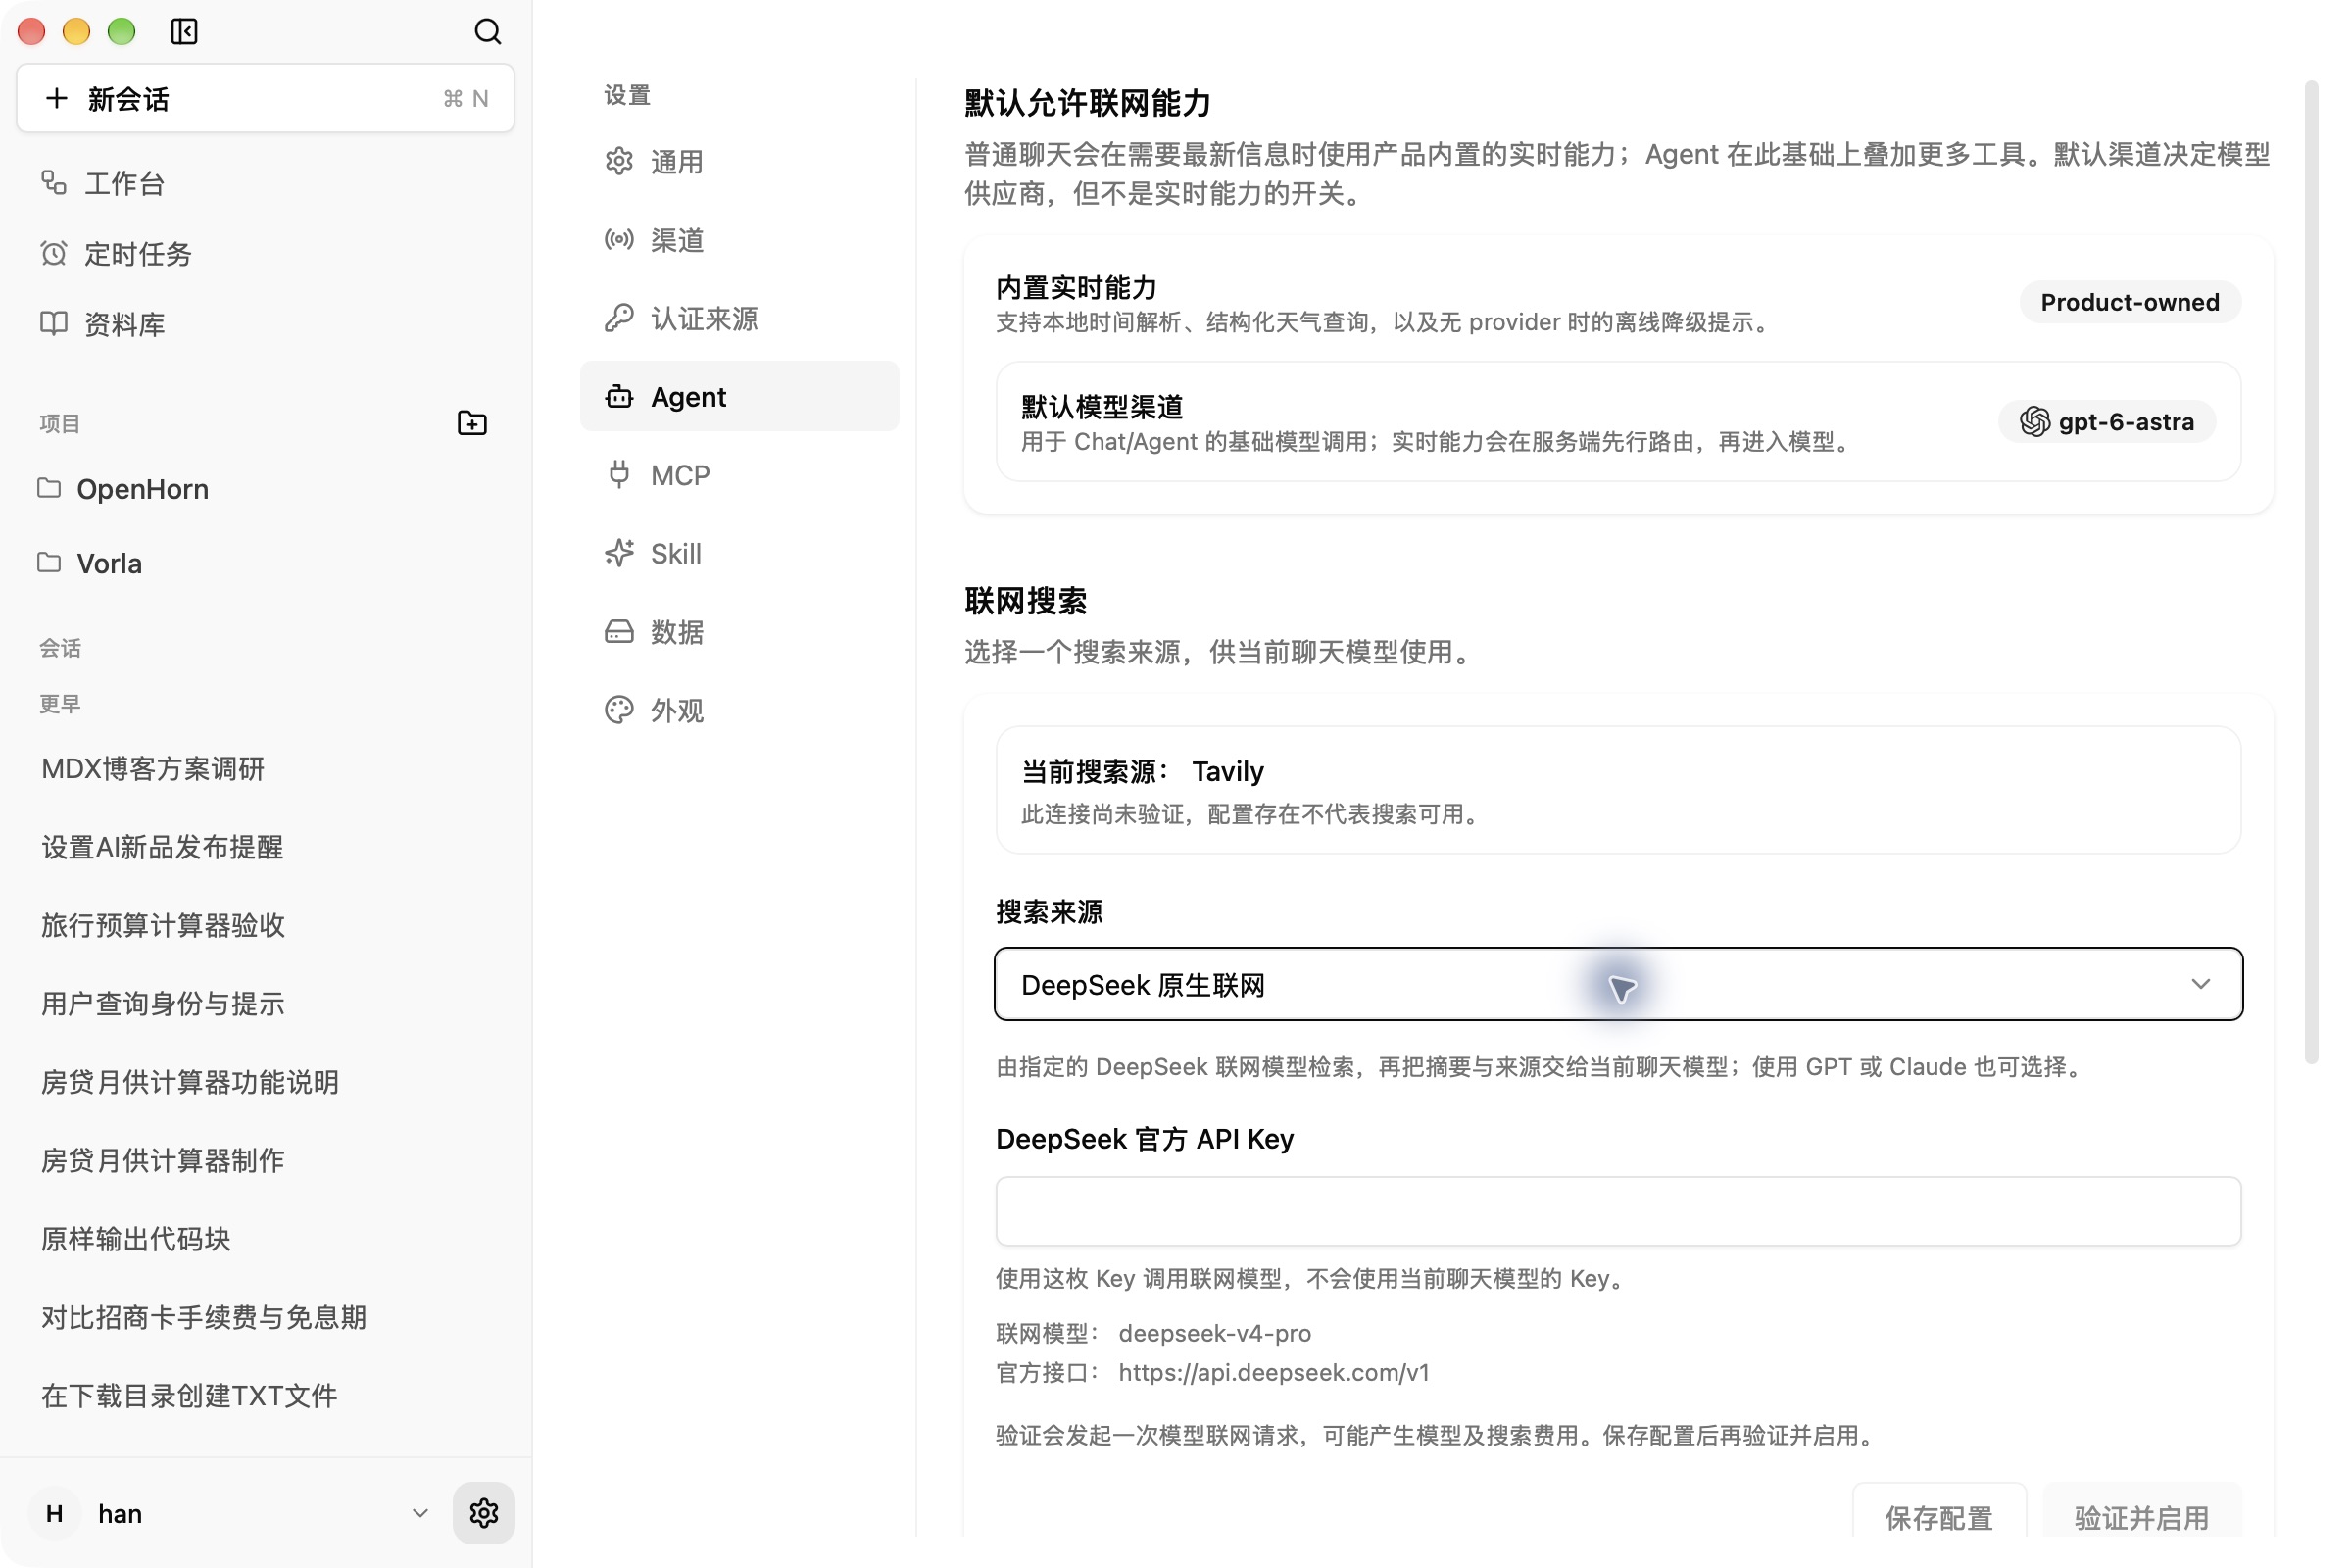 新会话
⌘ N
工作台
定时任务
资料库
项目
OpenHorn
Vorla
会话
更早
MDX博客方案调研
设置AI新品发布提醒
旅行预算计算器验收
用户查询身份与提示
房贷月供计算器功能说明
房贷月供计算器制作
原样输出代码块
对比招商卡手续费与免息期
在下载目录创建TXT文件
H
han
设置
通用
渠道
认证来源
Agent
MCP
Skill
数据
外观
默认允许联网能力
普通聊天会在需要最新信息时使用产品内置的实时能力；Agent 在此基础上叠加更多工具。默认渠道决定模型
供应商，但不是实时能力的开关。
内置实时能力
支持本地时间解析、结构化天气查询，以及无 provider 时的离线降级提示。
Product-owned
默认模型渠道
用于 Chat/Agent 的基础模型调用；实时能力会在服务端先行路由，再进入模型。
gpt-6-astra
联网搜索
选择一个搜索来源，供当前聊天模型使用。
当前搜索源： Tavily
此连接尚未验证，配置存在不代表搜索可用。
搜索来源
DeepSeek 原生联网
由指定的 DeepSeek 联网模型检索，再把摘要与来源交给当前聊天模型；使用 GPT 或 Claude 也可选择。
DeepSeek 官方 API Key
使用这枚 Key 调用联网模型，不会使用当前聊天模型的 Key。
联网模型： deepseek-v4-pro
官方接口： https://api.deepseek.com/v1
验证会发起一次模型联网请求，可能产生模型及搜索费用。保存配置后再验证并启用。
保存配置
验证并启用